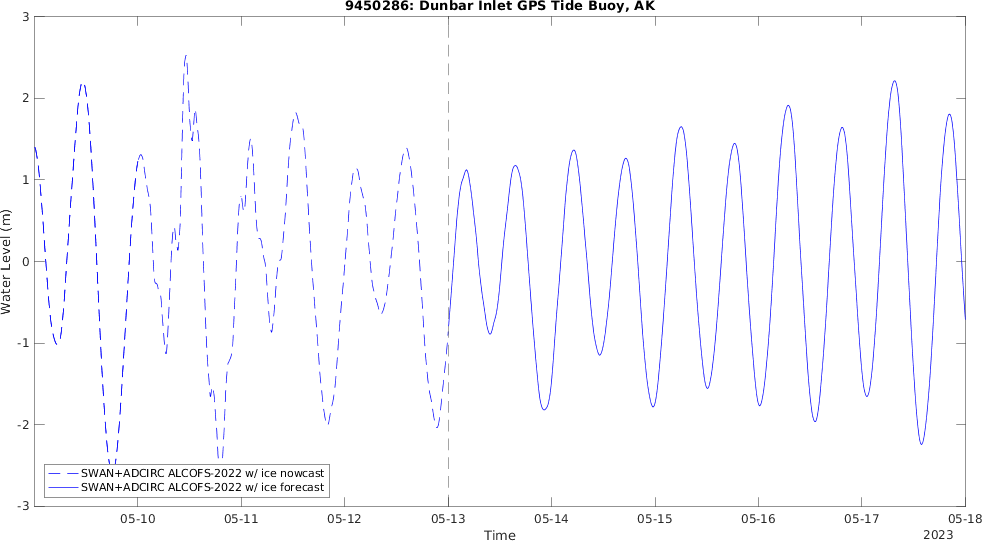 9450286: Dunbar Inlet GPS Tide Buoy, AK
3
2
1
0
-1
-2
-3
Water Level (m)
SWAN+ADCIRC ALCOFS-2022 w/ ice nowcast
SWAN+ADCIRC ALCOFS-2022 w/ ice forecast
05-10 05-11 05-12 05-13 05-14 05-15 05-16 05-17 05-18
Time
2023